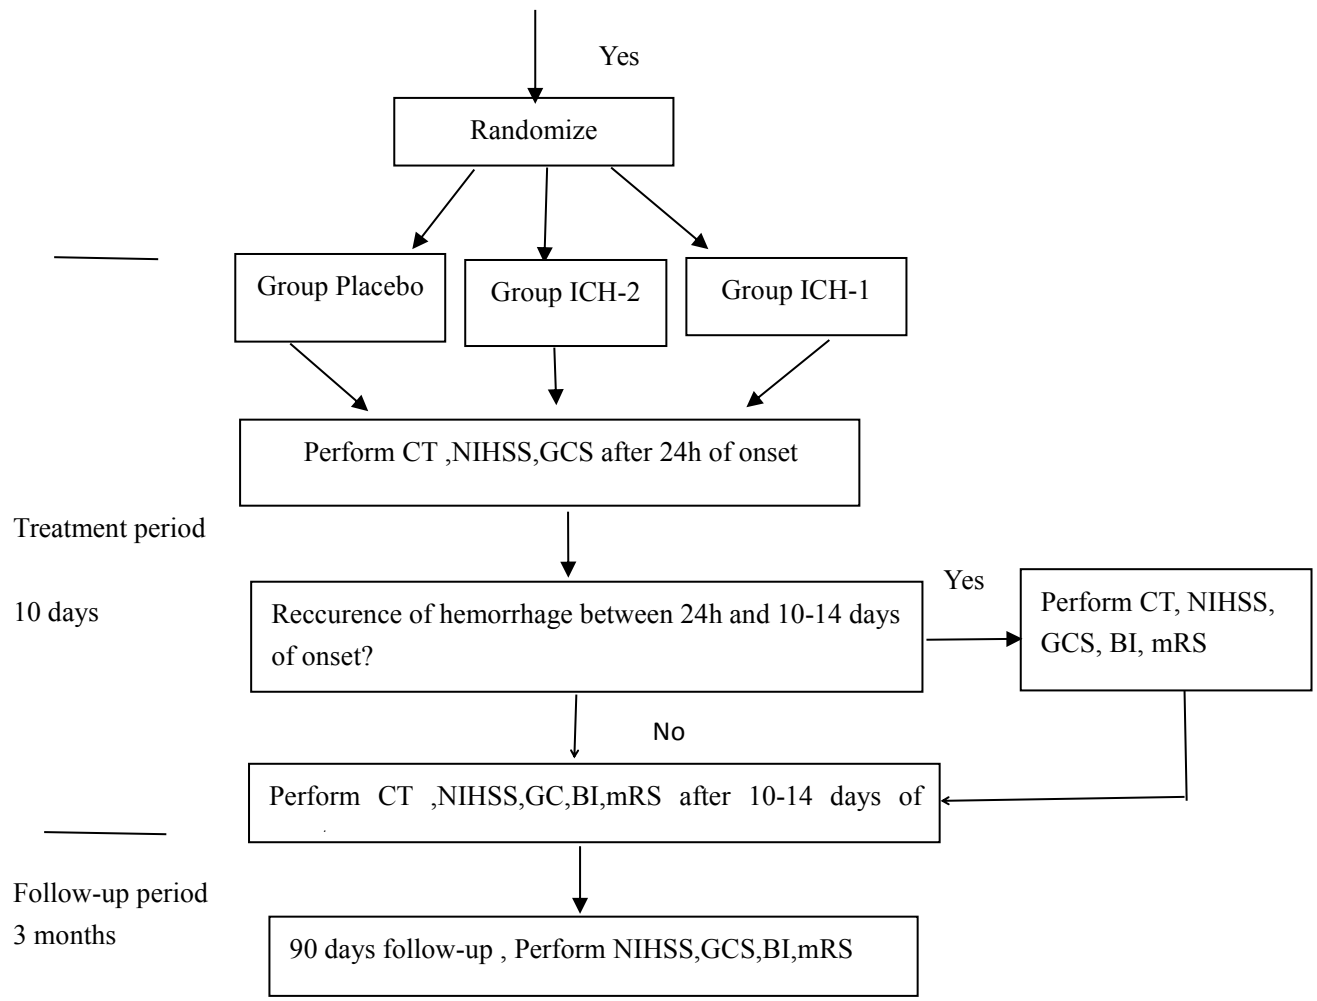 Yes
Randomize
Group Placebo
Group ICH-2
Group ICH-1
Perform CT ,NIHSS,GCS after 24h of onset
Treatment period
10 days
Reccurence of hemorrhage between 24h and 10-14 days
of onset?
Yes
Perform CT, NIHSS,
GCS, BI, mRS
No
Perform CT ,NIHSS,GC,BI,mRS after 10-14 days of
Follow-up period
3 months
90 days follow-up , Perform NIHSS,GCS,BI,mRS